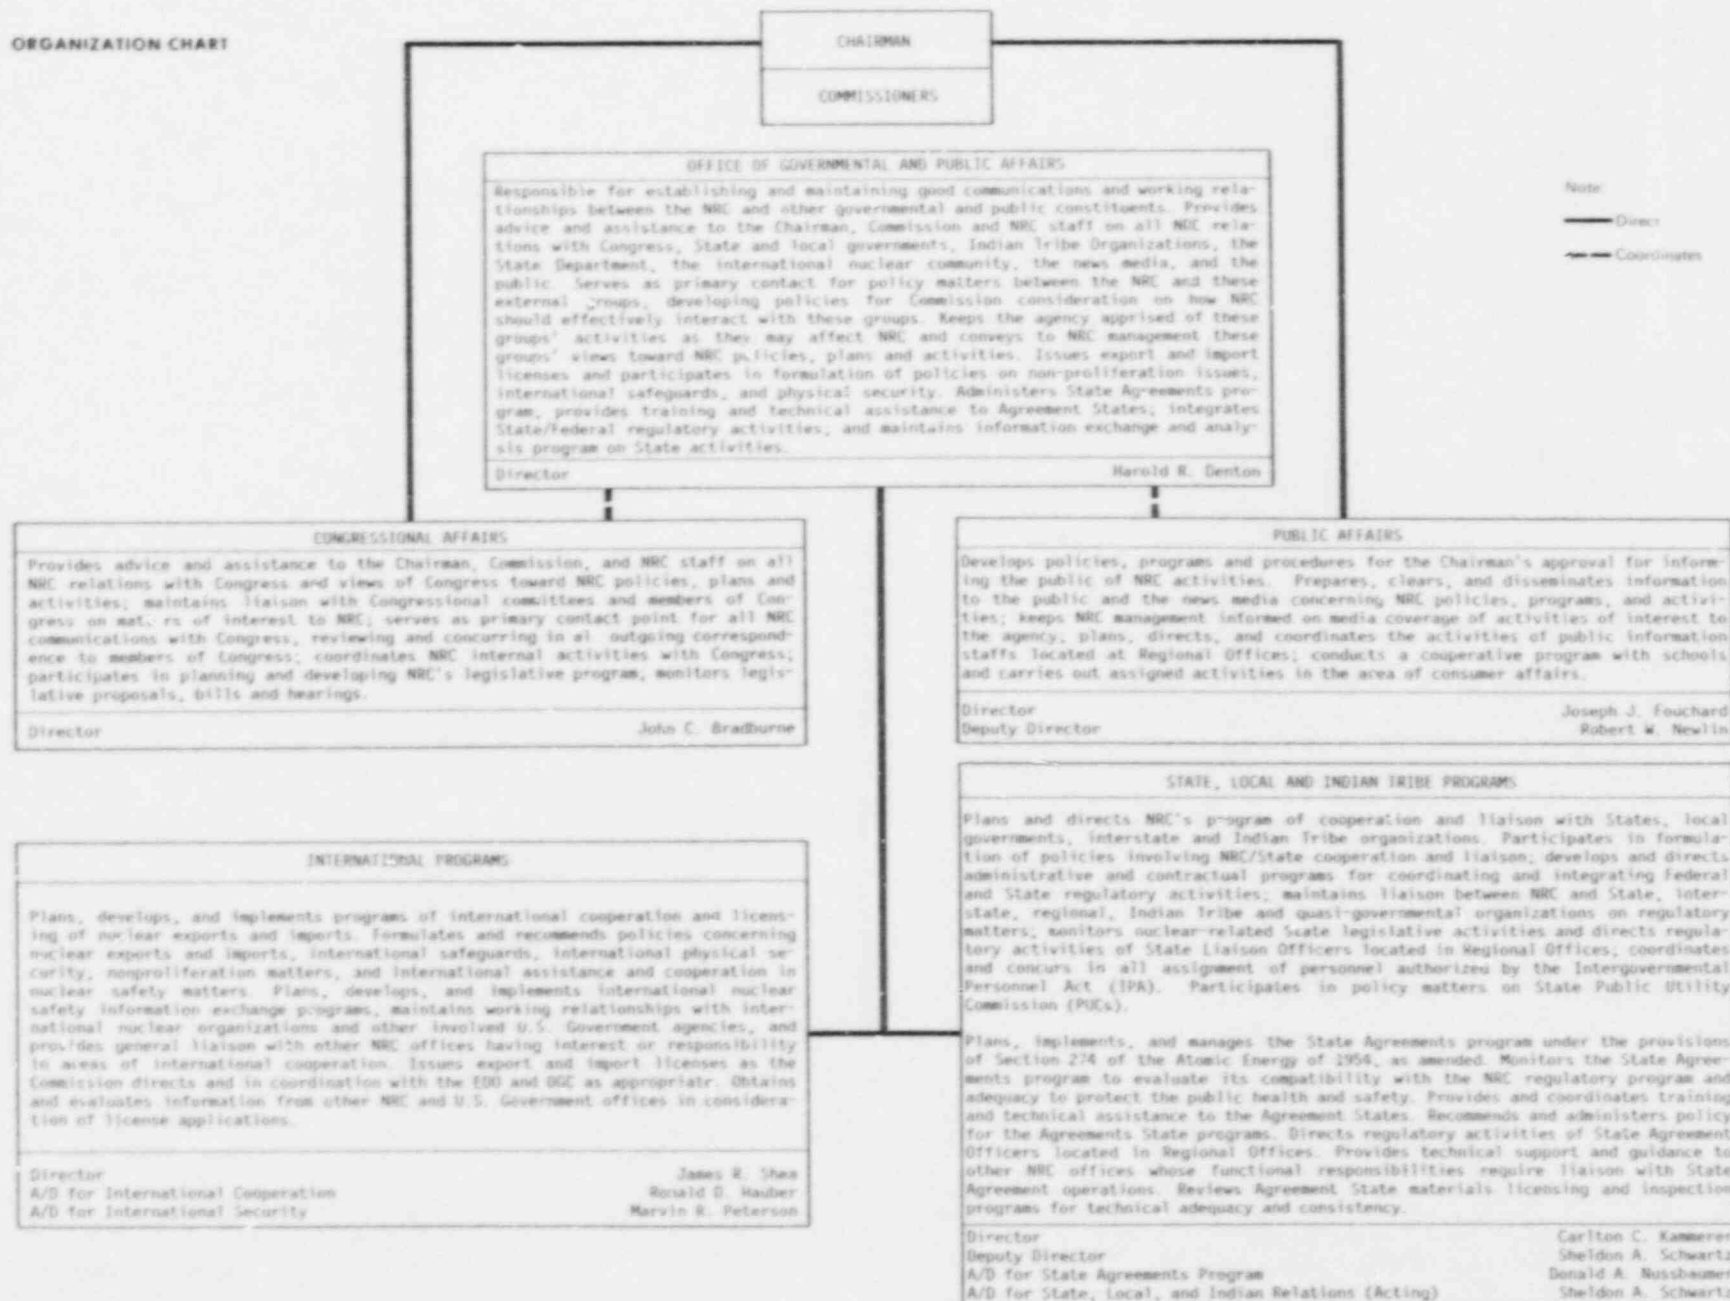 ORGANIZATION CHART
CHAIRMAN
COMMISSIONERS
OFFICE OF GOVERNMENTAL AND PUBLIC AFFAIRS
Responsible for establishing and maintaining good communications and working rela-
tionships between the NRC and other governmental and public constituents. Provides
advice and assistance to the Chairman, Commission and NRC staff on all NRC rela-
tions with Congress, State and local governments, Indian Tribe Organizations, the
State Department, the international nuclear community, the news media, and the
public. Serves as primary contact for policy matters between the NRC and these
external groups, developing policies for Commission consideration on how NRC
should effectively interact with these groups. Keeps the agency apprised of these
groups' activities as they may affect NRC and conveys to NRC management these
groups' views toward NRC policies, plans and activities. Issues export and import
licenses and participates in formulation of policies on non-proliferation issues,
international safeguards, and physical security. Administers State Agreements pro-
gram, provides training and technical assistance to Agreement States; integrates
State/Federal regulatory activities; and maintains information exchange and analy-
sis program on State activities.
Director Harold R. Denton
Note:
Direct
Coordinates
CONGRESSIONAL AFFAIRS
Provides advice and assistance to the Chairman, Commission, and NRC staff on all
NRC relations with Congress and views of Congress toward NRC policies, plans and
activities; maintains liaison with Congressional committees and members of Con-
gress on mat. rs of interest to NRC; serves as primary contact point for all NRC
communications with Congress, reviewing and concurring in al outgoing correspond-
ence to members of Congress; coordinates NRC internal activities with Congress;
participates in planning and developing NRC's legislative program, monitors legis-
lative proposals, bills and hearings.
Director John C. Bradburne
PUBLIC AFFAIRS
Develops policies, programs and procedures for the Chairman's approval for inform-
ing the public of NRC activities. Prepares, clears, and disseminates information
to the public and the news media concerning NRC policies, programs, and activi-
ties; keeps NRC management informed on media coverage of activities of interest to
the agency, plans, directs, and coordinates the activities of public information
staffs located at Regional Offices; conducts a cooperative program with schools
and carries out assigned activities in the area of consumer affairs.
Director Joseph J. Fouchard
Deputy Director Robert W. Newlin
INTERNATIONAL PROGRAMS
Plans, develops, and implements programs of international cooperation and licens-
ing of nuclear exports and imports. Formulates and recommends policies concerning
nuclear exports and imports, international safeguards, international physical se-
curity, nonproliferation matters, and international assistance and cooperation in
nuclear safety matters. Plans, develops, and implements international nuclear
safety information exchange programs, maintains working relationships with inter-
national nuclear organizations and other involved U.S. Government agencies, and
provides general liaison with other NRC offices having interest or responsibility
in areas of international cooperation. Issues export and import licenses as the
Commission directs and in coordination with the EDO and OGC as appropriate. Obtains
and evaluates information from other NRC and U.S. Government offices in considera-
tion of license applications.
Director James R. Shea
A/D for International Cooperation Ronald D. Hauber
A/D for International Security Marvin R. Peterson
STATE, LOCAL AND INDIAN TRIBE PROGRAMS
Plans and directs NRC's program of cooperation and liaison with States, local
governments, interstate and Indian Tribe organizations. Participates in formula-
tion of policies involving NRC/State cooperation and liaison; develops and directs
administrative and contractual programs for coordinating and integrating Federal
and State regulatory activities; maintains liaison between NRC and State, inter-
state, regional, Indian Tribe and quasi-governmental organizations on regulatory
matters; monitors nuclear-related State legislative activities and directs regula-
tory activities of State Liaison Officers located in Regional Offices; coordinates
and concurs in all assignment of personnel authorized by the Intergovernmental
Personnel Act (IPA). Participates in policy matters on State Public Utility
Commission (PUCs).
Plans, implements, and manages the State Agreements program under the provisions
of Section 274 of the Atomic Energy of 1954, as amended. Monitors the State Agree-
ments program to evaluate its compatibility with the NRC regulatory program and
adequacy to protect the public health and safety. Provides and coordinates training
and technical assistance to the Agreement States. Recommends and administers policy
for the Agreements State programs. Directs regulatory activities of State Agreement
Officers located in Regional Offices. Provides technical support and guidance to
other NRC offices whose functional responsibilities require liaison with State
Agreement operations. Reviews Agreement State materials licensing and inspection
programs for technical adequacy and consistency.
Director Carlton C. Kammerer
Deputy Director Sheldon A. Schwartz
A/D for State Agreements Program Donald A. Nussbaumer
A/D for State, Local, and Indian Relations (Acting) Sheldon A. Schwartz